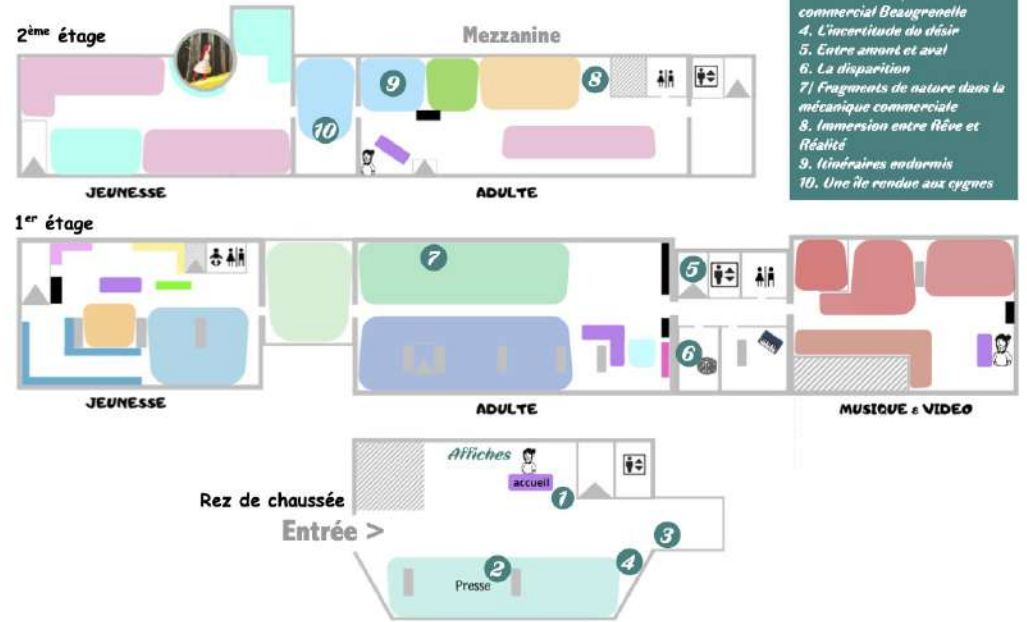 2ème étage
Mezzanine
9
8
10
JEUNESSE
ADULTE
commercial Beaugrenelle
4. L'incertitude du désir
5. Entre amont et aval
6. La disparition
7/ Fragments de nature dans la
mécanique commerciale
8. Immersion entre Rêve et
Réalité
9. Itinéraires endormis
10. Une île rendue aux cygnes
1er étage
7
5
6
JEUNESSE
ADULTE
MUSIQUE & VIDEO
Affiches
accueil
1
Rez de chaussée
Entrée >
3
2
4
Presse